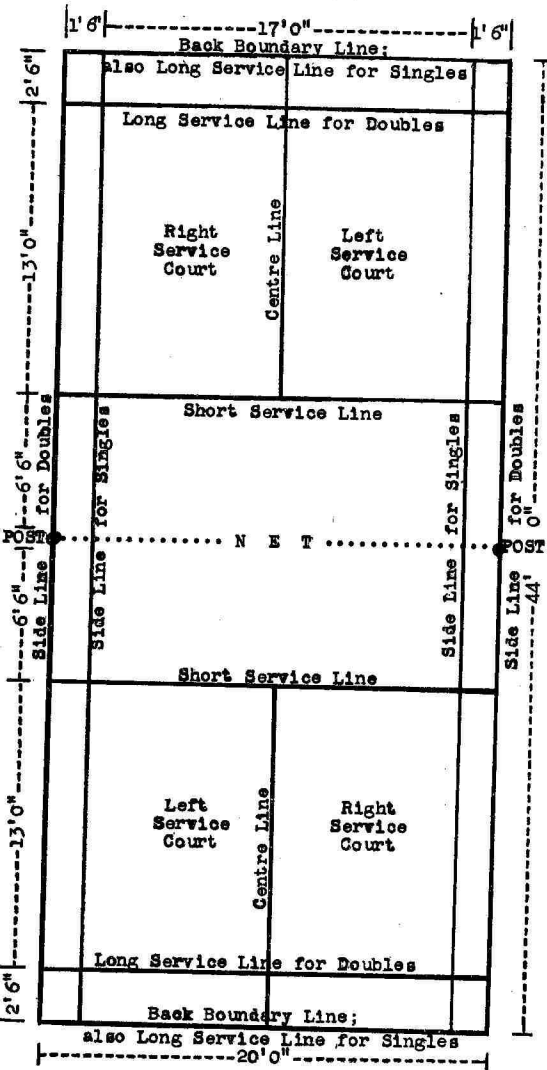 1'6" 17'0" 1'6"
Back Boundary Line;
also Long Service Line for Singles
2'6"
Long Service Line for Doubles
13'0"
Right
Service
Court
Centre Line
Left
Service
Court
Short Service Line
6'6"
Side Line for Doubles
Side Line for Singles
Side Line for Singles
Side Line for Doubles
44'0"
POST N E T POST
6'6"
Short Service Line
13'0"
Left
Service
Court
Centre Line
Right
Service
Court
Long Service Line for Doubles
2'6"
Back Boundary Line;
also Long Service Line for Singles
20'0"